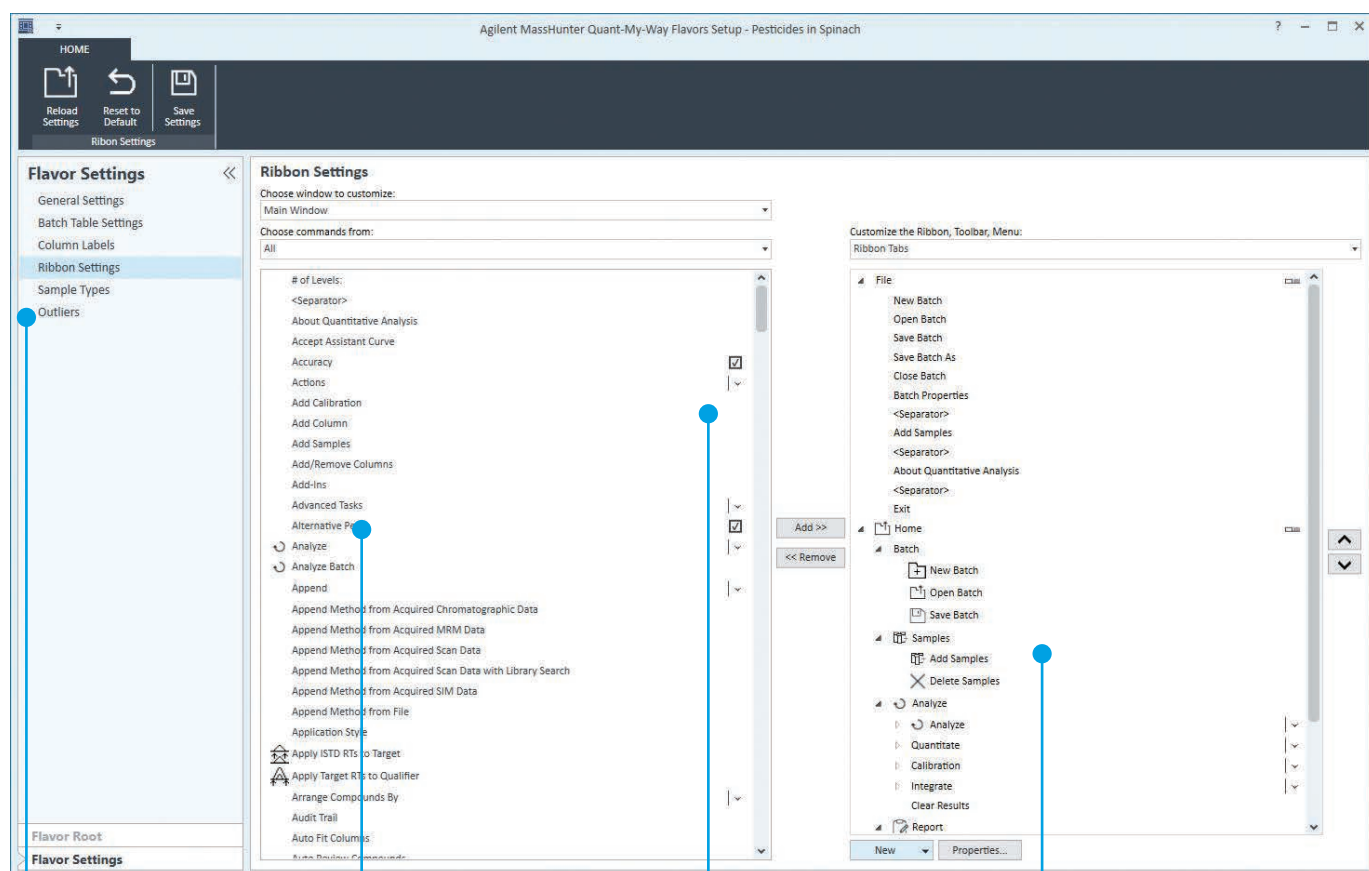 Agilent MassHunter Quant-My-Way Flavors Setup - Pesticides in Spinach
HOME
Reload Settings
Reset to Default
Save Settings
Ribon Settings
Flavor Settings
General Settings
Batch Table Settings
Column Labels
Ribbon Settings
Sample Types
Outliers
Flavor Root
Flavor Settings
Ribbon Settings
Choose window to customize:
Main Window
Choose commands from:
All
# of Levels:
<Separator>
About Quantitative Analysis
Accept Assistant Curve
Accuracy
Actions
Add Calibration
Add Column
Add Samples
Add/Remove Columns
Add-Ins
Advanced Tasks
Alternative
Analyze
Analyze Batch
Append
Append Method from Acquired Chromatographic Data
Append Method from Acquired MRM Data
Append Method from Acquired Scan Data
Append Method from Acquired Scan Data with Library Search
Append Method from Acquired SIM Data
Append Method from File
Application Style
Apply ISTD RTs to Target
Apply Target RTs to Qualifier
Arrange Compounds By
Audit Trail
Auto Fit Columns
Auto Review Compounds
Add >>
<< Remove
Customize the Ribbon, Toolbar, Menu:
Ribbon Tabs
File
New Batch
Open Batch
Save Batch
Save Batch As
Close Batch
Batch Properties
<Separator>
Add Samples
<Separator>
About Quantitative Analysis
<Separator>
Exit
Home
Batch
New Batch
Open Batch
Save Batch
Samples
Add Samples
Delete Samples
Analyze
Analyze
Quantitate
Calibration
Integrate
Clear Results
Report
New
Properties...